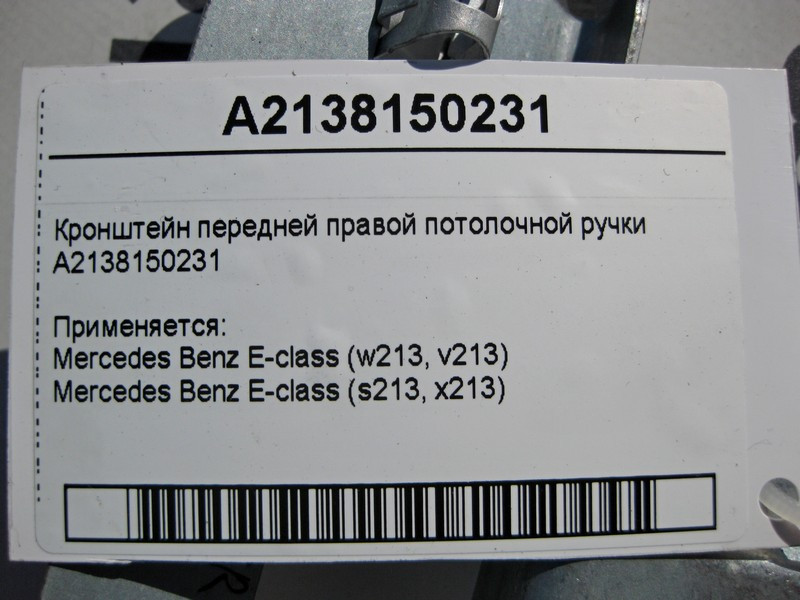 A2138150231
Кронштейн передней правой потолочной ручки
A2138150231
Применяется:
Mercedes Benz E-class (w213, v213)
Mercedes Benz E-class (s213, x213)
R